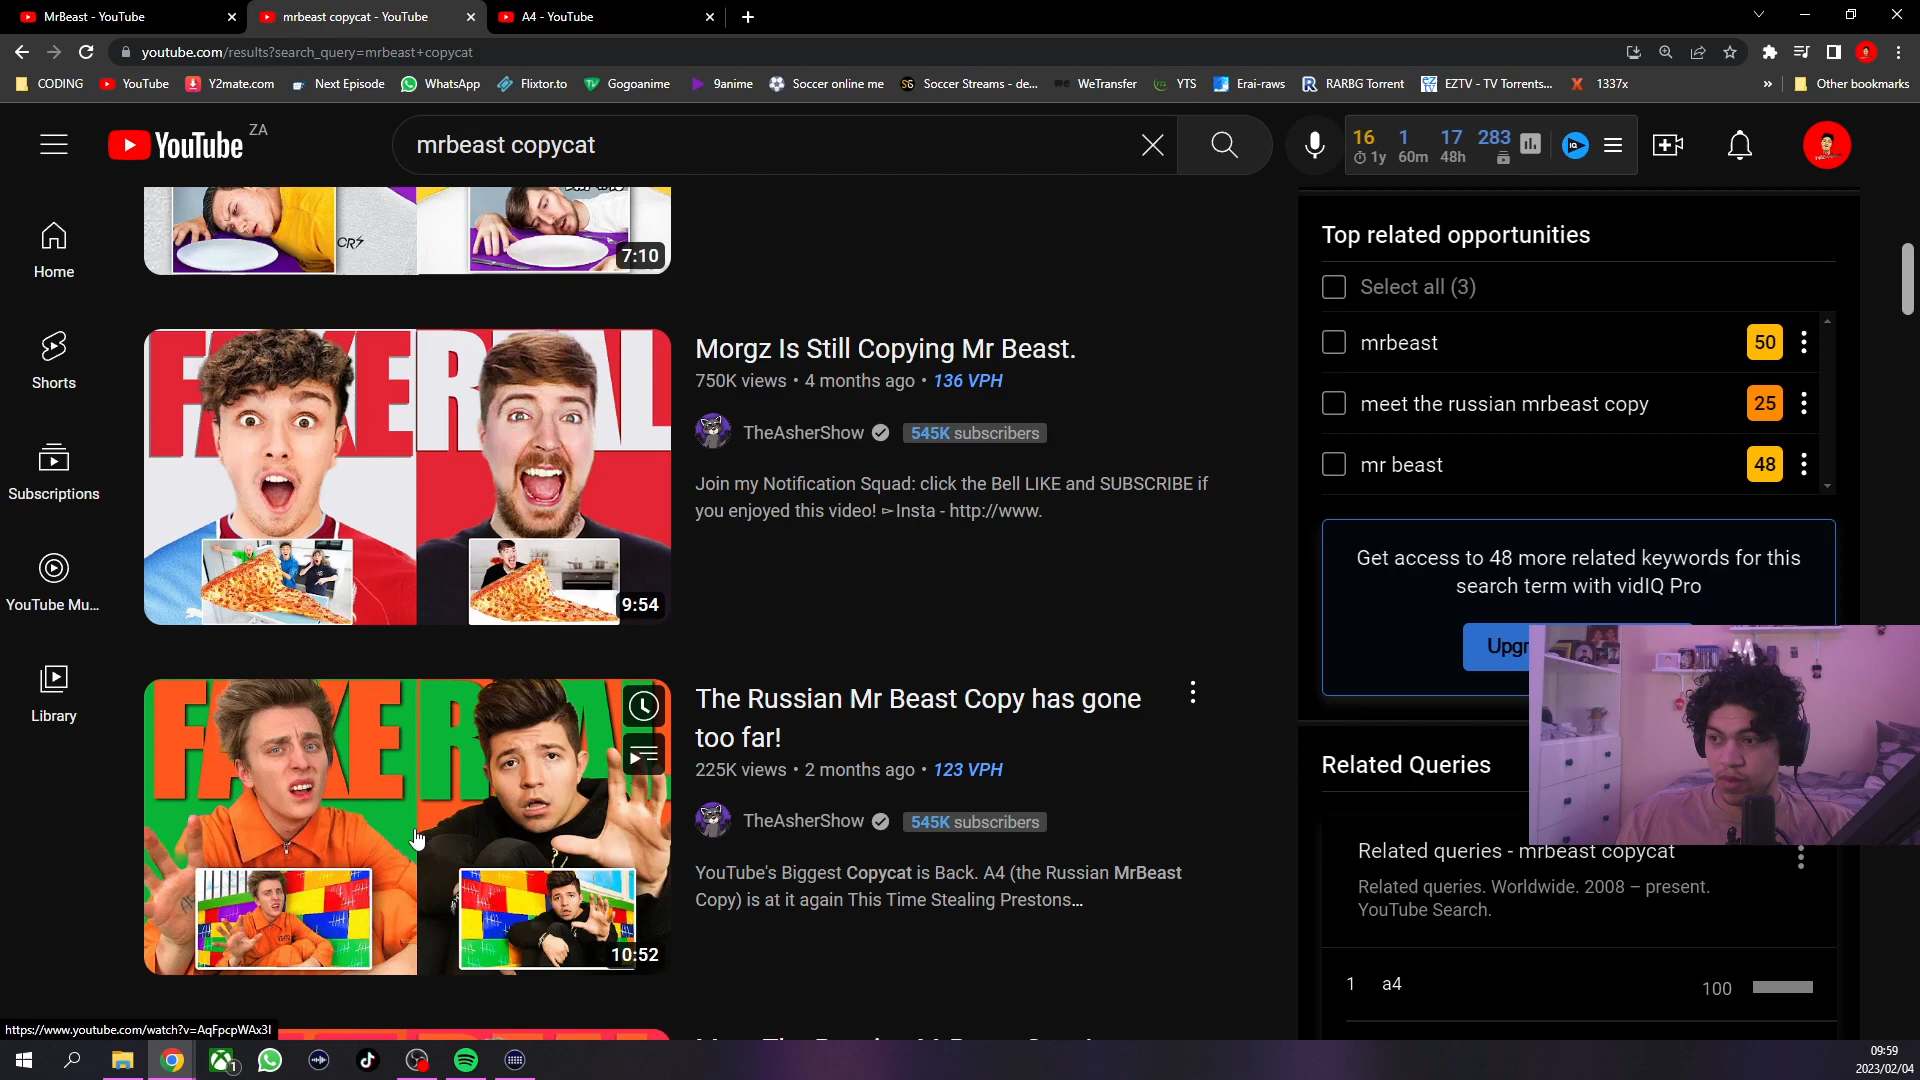 MrBeast - YouTube
mrbeast copycat - YouTube
A4 - YouTube
youtube.com/results?search_query=mrbeast+copycat
CODING
YouTube
Y2mate.com
Next Episode
WhatsApp
Flixtor.to
Gogoanime
9anime
Soccer online me
Soccer Streams - de...
WeTransfer
YTS
Erai-raws
RARBG Torrent
EZTV - TV Torrents...
1337x
»
Other bookmarks
YouTube ZA
mrbeast copycat
16 1 17 283
1y 60m 48h
IQ
Home
Shorts
Subscriptions
YouTube Mu...
Library
7:10
FAKE REAL
9:54
Morgz Is Still Copying Mr Beast.
750K views • 4 months ago • 136 VPH
TheAsherShow
545K subscribers
Join my Notification Squad: click the Bell LIKE and SUBSCRIBE if
you enjoyed this video! ►Insta - http://www.
FAKE REAL
10:52
The Russian Mr Beast Copy has gone
too far!
225K views • 2 months ago • 123 VPH
TheAsherShow
545K subscribers
YouTube's Biggest Copycat is Back. A4 (the Russian MrBeast
Copy) is at it again This Time Stealing Prestons...
Top related opportunities
Select all (3)
mrbeast
50
meet the russian mrbeast copy
25
mr beast
48
Get access to 48 more related keywords for this
search term with vidIQ Pro
Upgr
Related Queries
Related queries - mrbeast copycat
Related queries. Worldwide. 2008 – present.
YouTube Search.
1 a4 100
https://www.youtube.com/watch?v=AqFpcpWAx3I
1
09:59
2023/02/04